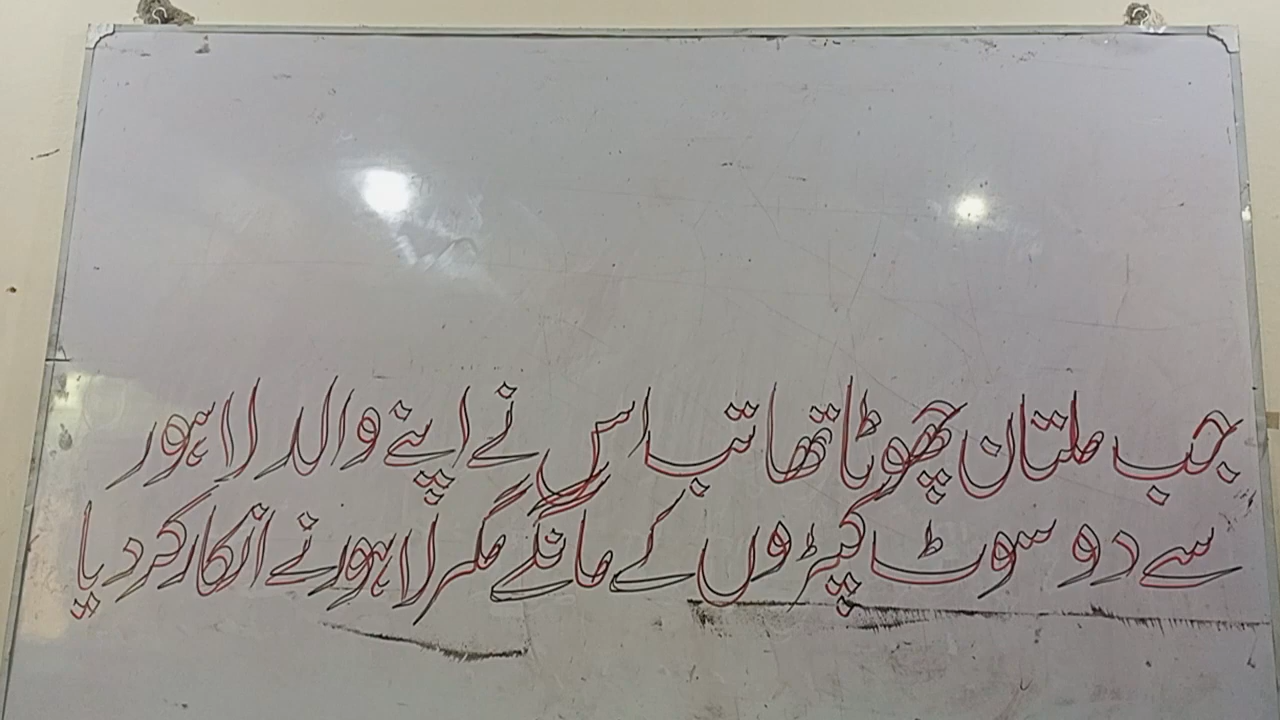 جب ملتان چھوٹا تھا تب اس نے اپنے والد لاہور
سے دو سوٹ کپڑوں کے مانگے مگر لاہور نے انکار کر دیا